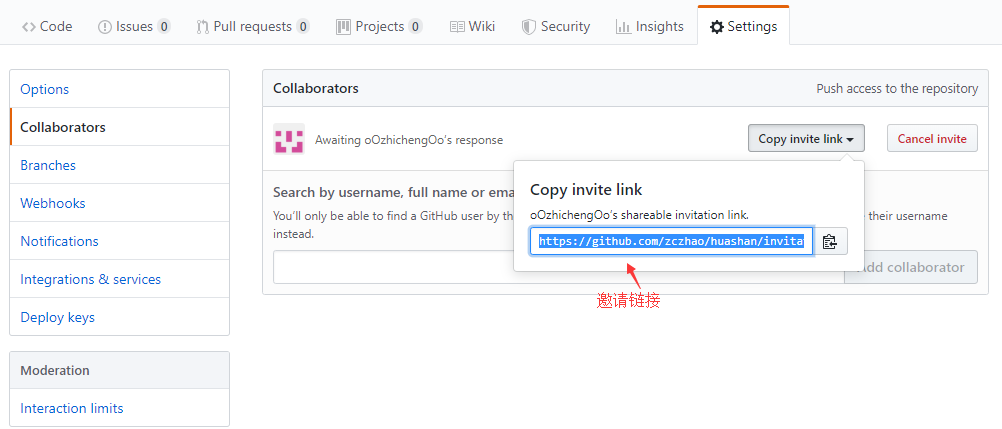 Code Issues 0 Pull requests 0 Projects 0 Wiki Security Insights Settings
Options
Collaborators
Branches
Webhooks
Notifications
Integrations & services
Deploy keys
Moderation
Interaction limits
Collaborators Push access to the repository
Awaiting oOzhichengOo's response Copy invite link Cancel invite
Search by username, full name or ema
You'll only be able to find a GitHub user by th e their username
instead.
Copy invite link
oOzhichengOo's shareable invitation link.
https://github.com/zczhao/huashan/invita
Add collaborator
邀请链接